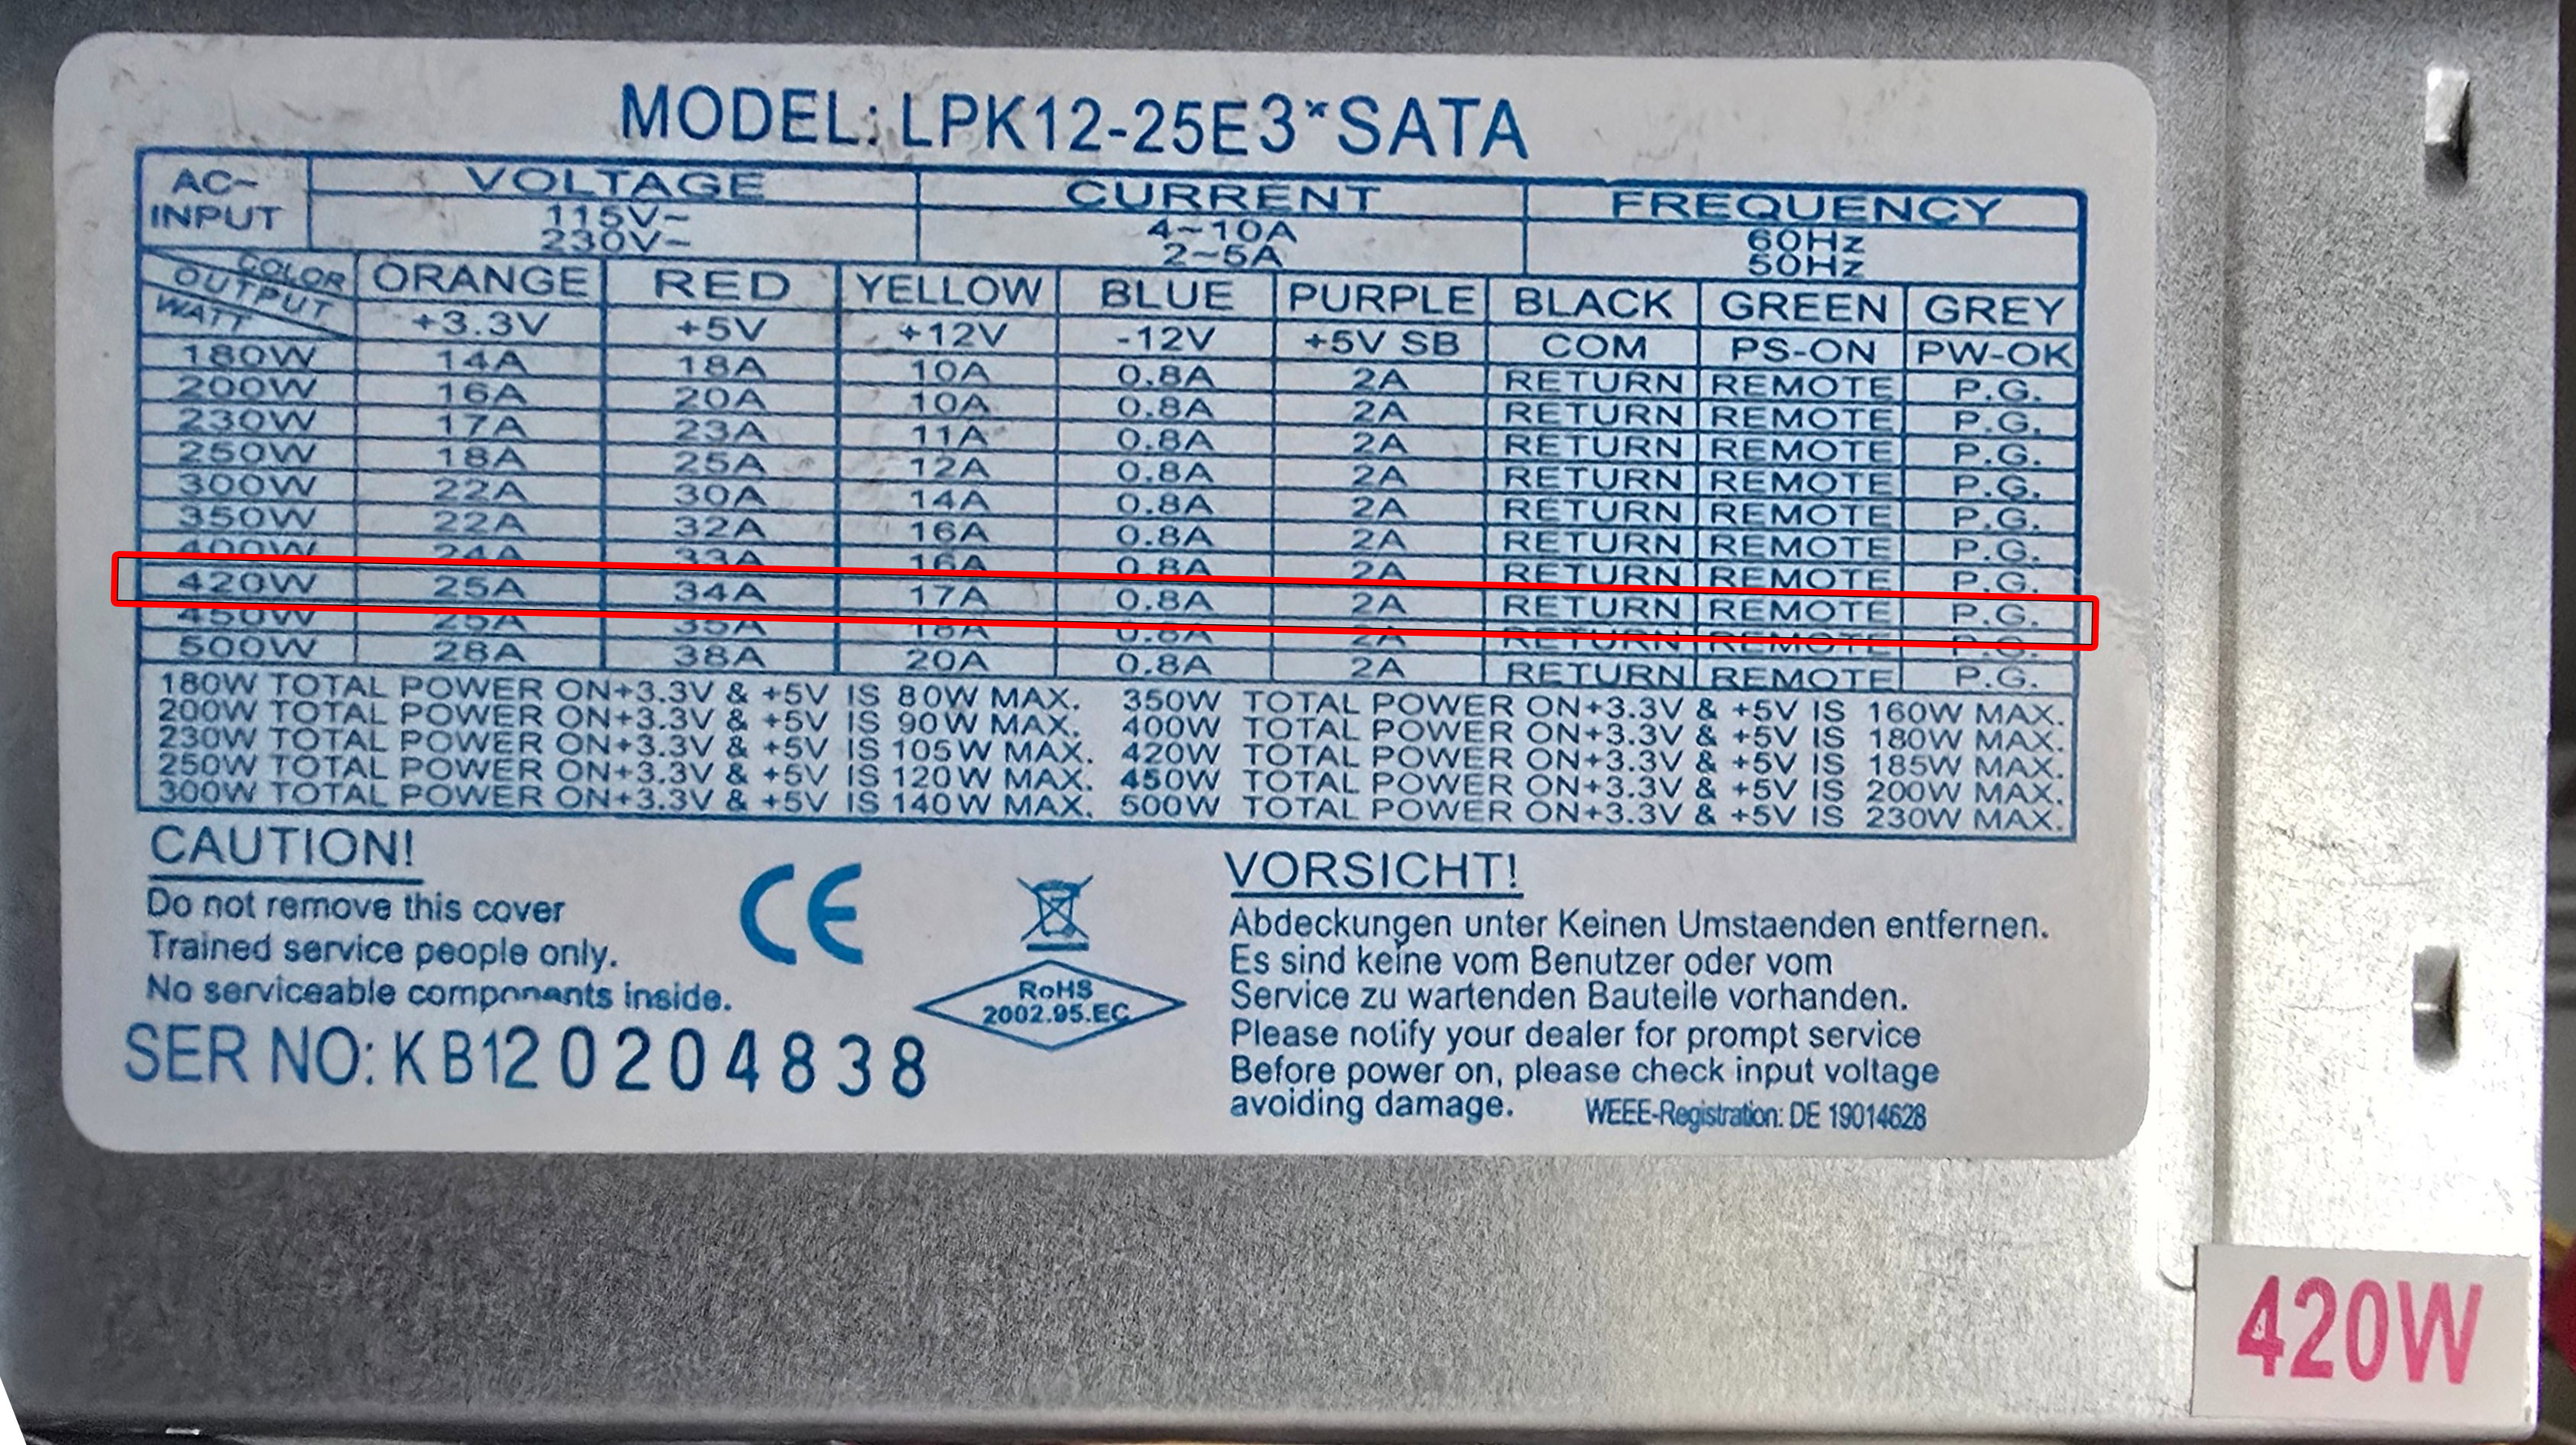 MODEL: LPK12-25E3*SATA
AC~ INPUT VOLTAGE CURRENT FREQUENCY
115V~ 4~10A 60Hz
230V~ 2~5A 50Hz
COLOR OUTPUT WATT ORANGE RED YELLOW BLUE PURPLE BLACK GREEN GREY
+3.3V +5V +12V -12V +5V SB COM PS-ON PW-OK
180W 14A 18A 10A 0.8A 2A RETURN REMOTE P.G.
200W 16A 20A 10A 0.8A 2A RETURN REMOTE P.G.
230W 17A 23A 11A 0.8A 2A RETURN REMOTE P.G.
250W 18A 25A 12A 0.8A 2A RETURN REMOTE P.G.
300W 22A 30A 14A 0.8A 2A RETURN REMOTE P.G.
350W 22A 32A 16A 0.8A 2A RETURN REMOTE P.G.
400W 24A 33A 16A 0.8A 2A RETURN REMOTE P.G.
420W 25A 34A 17A 0.8A 2A RETURN REMOTE P.G.
450W 25A 35A 18A 0.8A 2A RETURN REMOTE P.G.
500W 28A 38A 20A 0.8A 2A RETURN REMOTE P.G.
180W TOTAL POWER ON+3.3V & +5V IS 80W MAX. 350W TOTAL POWER ON+3.3V & +5V IS 160W MAX.
200W TOTAL POWER ON+3.3V & +5V IS 90W MAX. 400W TOTAL POWER ON+3.3V & +5V IS 180W MAX.
230W TOTAL POWER ON+3.3V & +5V IS 105W MAX. 420W TOTAL POWER ON+3.3V & +5V IS 185W MAX.
250W TOTAL POWER ON+3.3V & +5V IS 120W MAX. 450W TOTAL POWER ON+3.3V & +5V IS 200W MAX.
300W TOTAL POWER ON+3.3V & +5V IS 140W MAX. 500W TOTAL POWER ON+3.3V & +5V IS 230W MAX.
CAUTION!
Do not remove this cover
Trained service people only.
No serviceable components inside.
SER NO: KB120204838
CE
RoHS
2002.95.EC
VORSICHT!
Abdeckungen unter Keinen Umstaenden entfernen.
Es sind keine vom Benutzer oder vom
Service zu wartenden Bauteile vorhanden.
Please notify your dealer for prompt service
Before power on, please check input voltage
avoiding damage.
WEEE-Registration: DE 19014628
420W